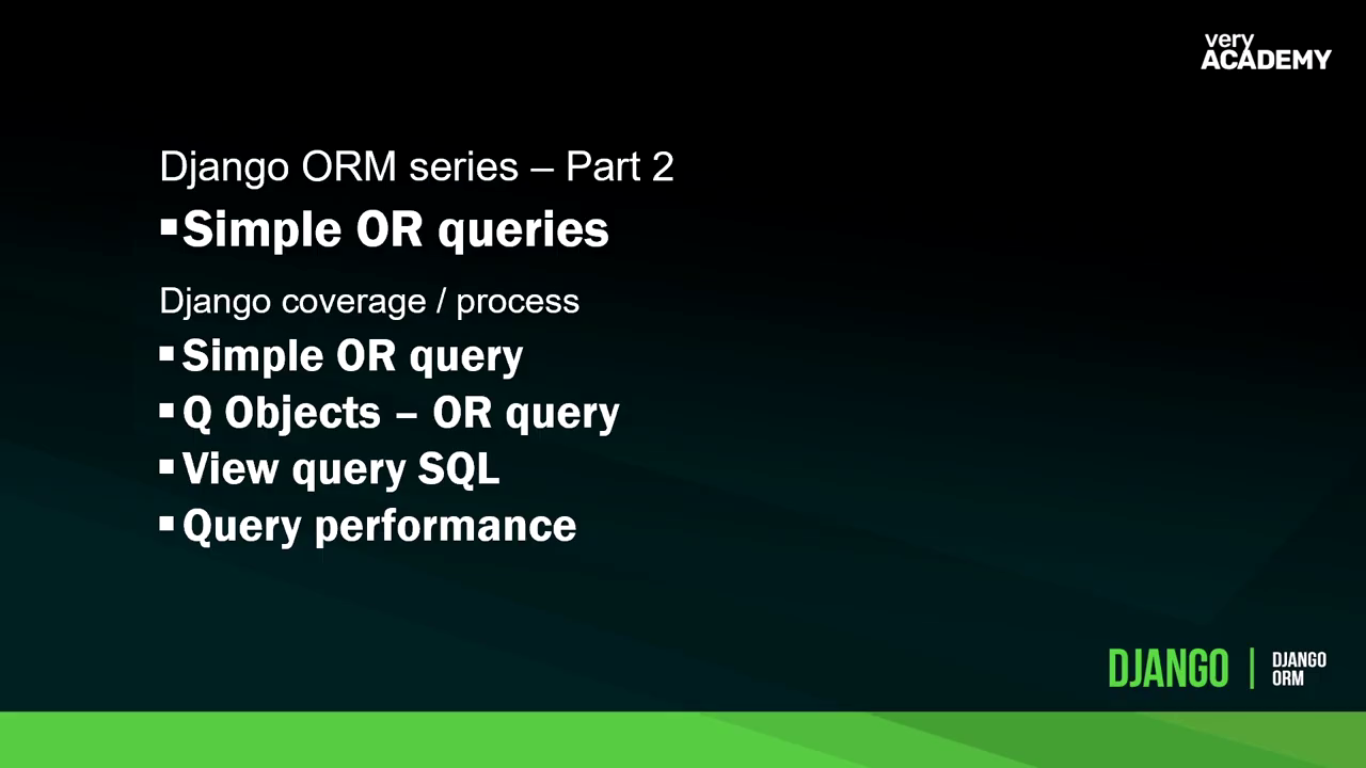 very
ACADEMY
Django ORM series – Part 2
▪Simple OR queries
Django coverage / process
▪Simple OR query
▪Q Objects – OR query
▪View query SQL
▪Query performance
DJANGO | DJANGO
ORM